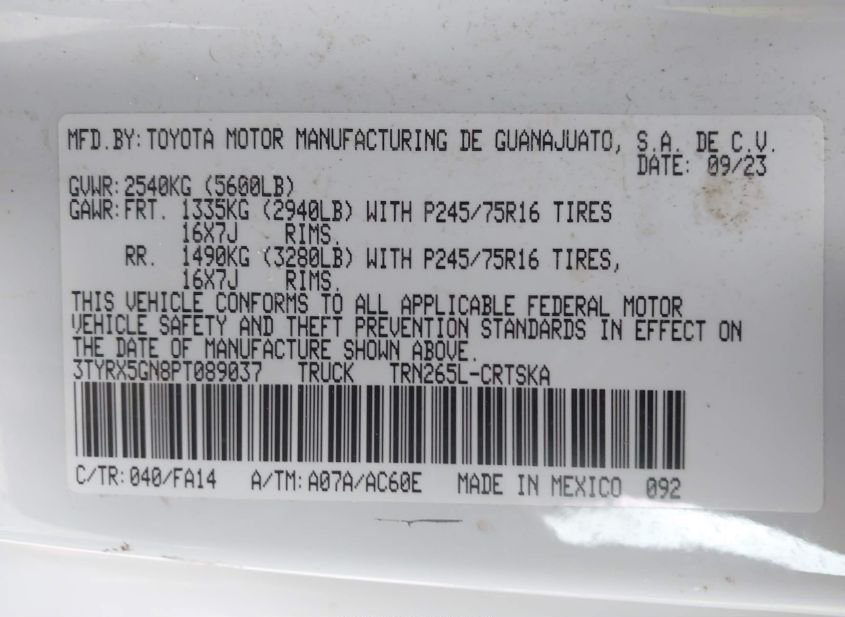 MFD.BY:TOYOTA MOTOR MANUFACTURING DE GUANAJUATO, S.A. DE C.V.
DATE: 09/23
GVWR:2540KG (5600LB)
GAWR:FRT. 1335KG (2940LB) WITH P245/75R16 TIRES
16X7J RIMS.
RR. 1490KG (3280LB) WITH P245/75R16 TIRES,
16X7J RIMS.
THIS VEHICLE CONFORMS TO ALL APPLICABLE FEDERAL MOTOR
VEHICLE SAFETY AND THEFT PREVENTION STANDARDS IN EFFECT ON
THE DATE OF MANUFACTURE SHOWN ABOVE.
3TYRX5GN8PT089037 TRUCK TRN265L-CRTSKA
C/TR:040/FA14 A/TM:A07A/AC60E MADE IN MEXICO 092